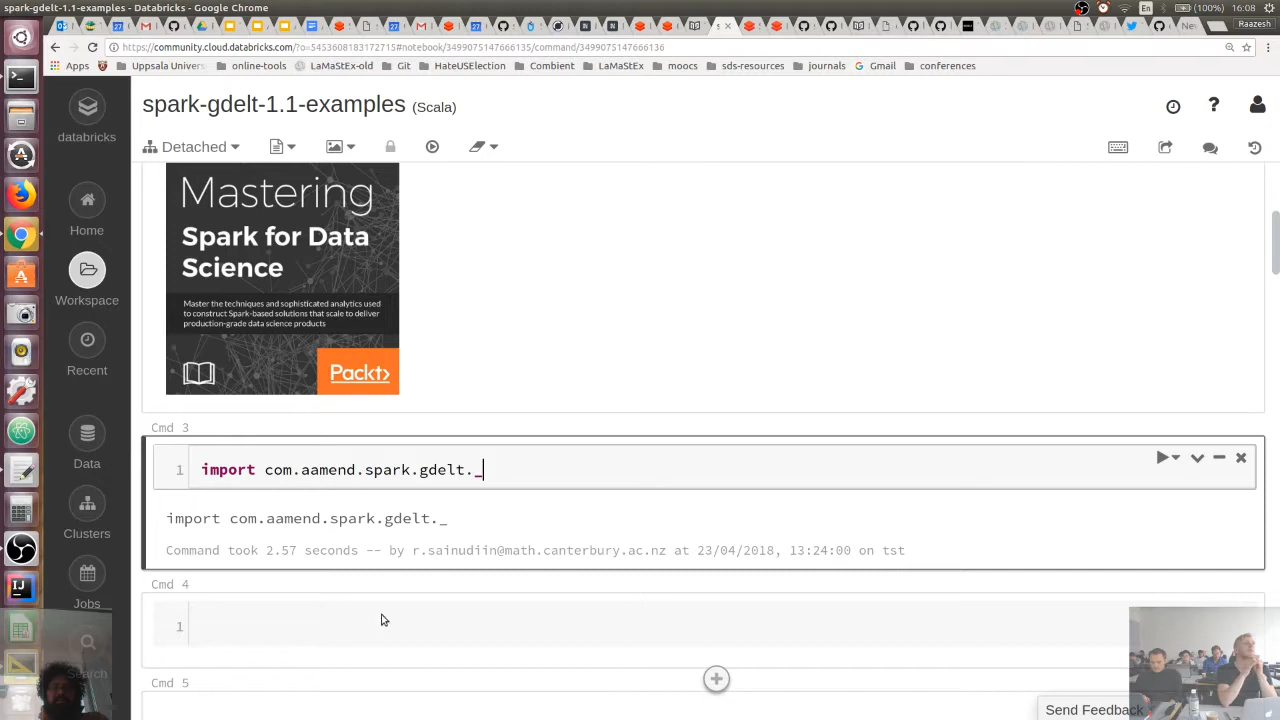 spark-gdelt-1.1-examples - Databricks - Google Chrome
En
(100%)
16:08
Raazesh
https://community.cloud.databricks.com/?o=5453608183172715#notebook/3499075147666135/command/3499075147666136
Apps
Uppsala Univers
online-tools
LaMaStEx-old
Git
HateUSElection
Combient
LaMaStEx
moocs
sds-resources
journals
Gmail
conferences
databricks
Home
Workspace
Recent
Data
Clusters
Jobs
Search
spark-gdelt-1.1-examples (Scala)
Detached
Mastering
Spark for Data
Science
Master the techniques and sophisticated analytics used
to construct Spark-based solutions that scale to deliver
production-grade data science products
Packt>
Cmd 3
1 import com.aamend.spark.gdelt._
import com.aamend.spark.gdelt._
Command took 2.57 seconds -- by r.sainudiin@math.canterbury.ac.nz at 23/04/2018, 13:24:00 on tst
Cmd 4
1
Cmd 5
Send Feedback